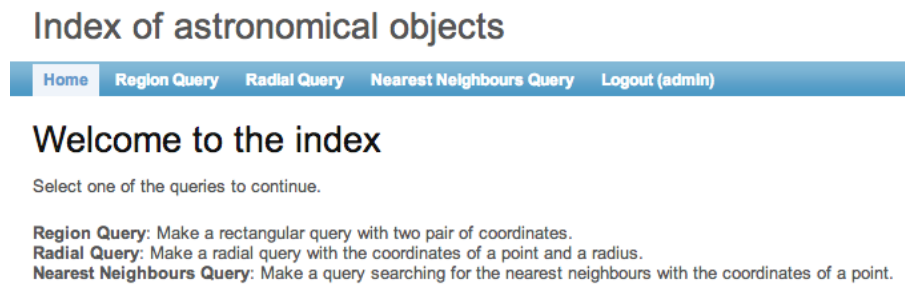 Index of astronomical objects
Home Region Query Radial Query Nearest Neighbours Query Logout (admin)
Welcome to the index
Select one of the queries to continue.
Region Query: Make a rectangular query with two pair of coordinates.
Radial Query: Make a radial query with the coordinates of a point and a radius.
Nearest Neighbours Query: Make a query searching for the nearest neighbours with the coordinates of a point.